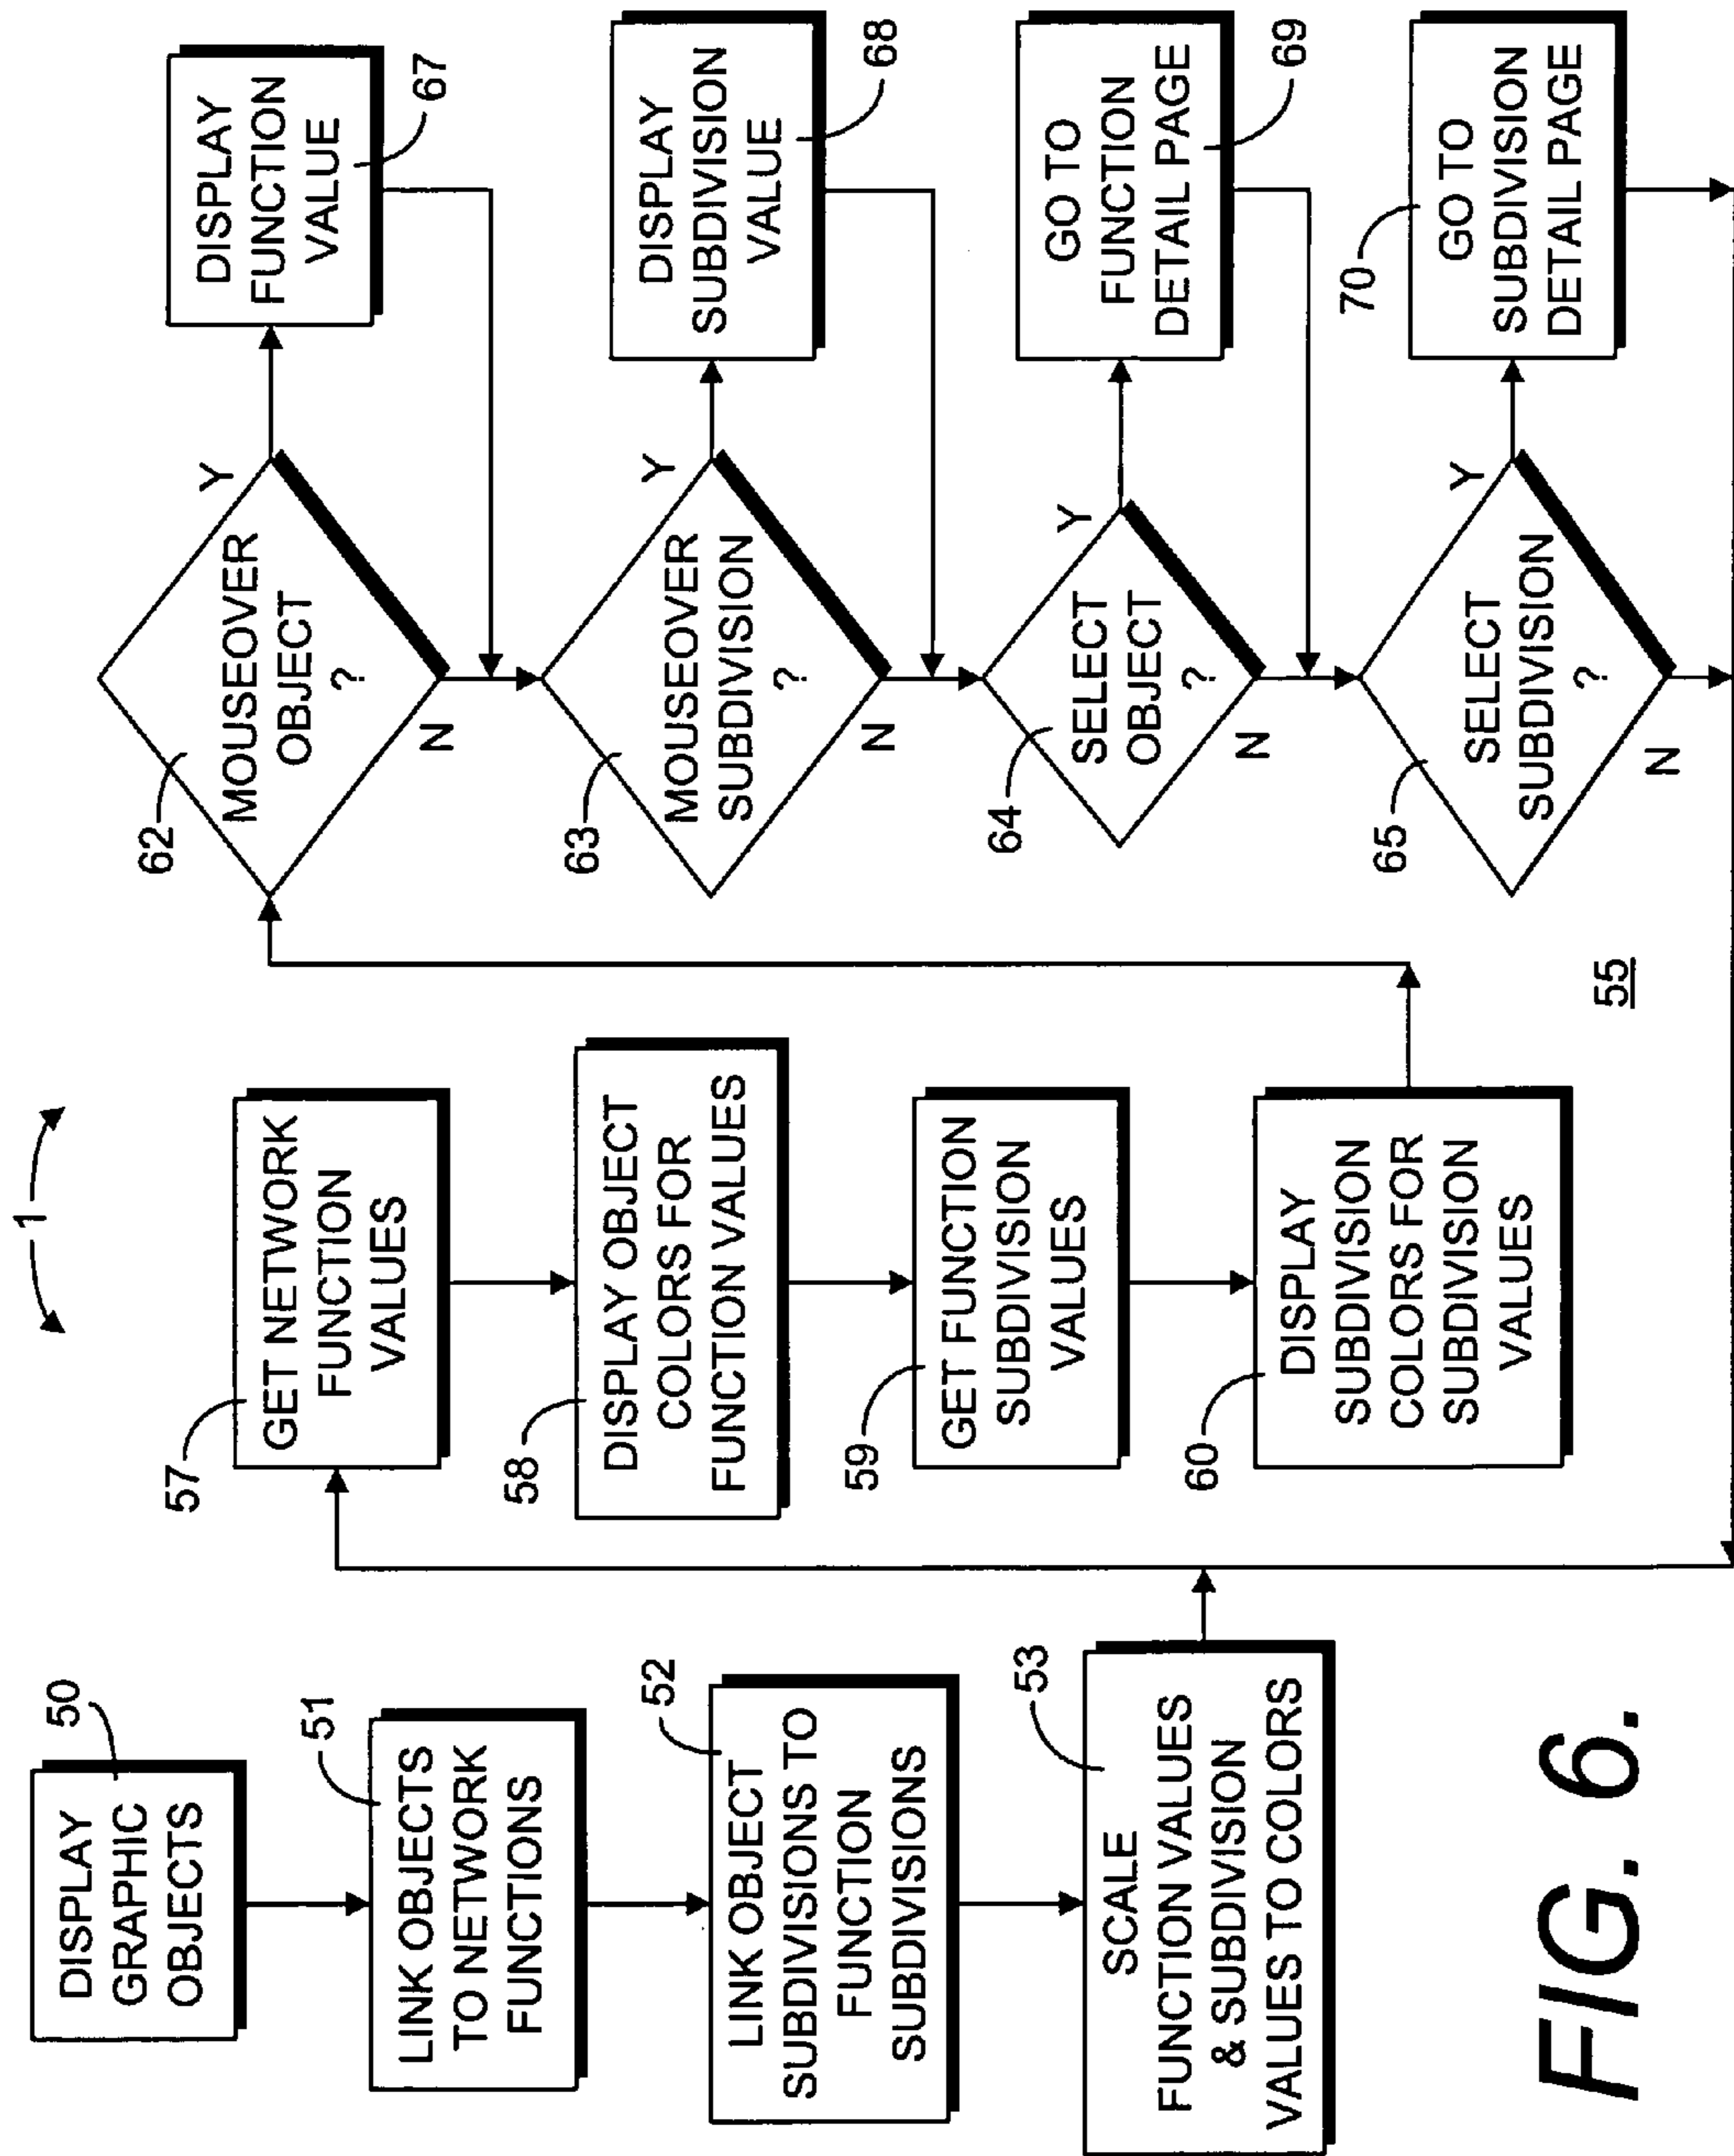 1
50
DISPLAY
GRAPHIC
OBJECTS
51
LINK OBJECTS
TO NETWORK
FUNCTIONS
52
LINK OBJECT
SUBDIVISIONS TO
FUNCTION
SUBDIVISIONS
53
SCALE
FUNCTION VALUES
& SUBDIVISION
VALUES TO COLORS
57
GET NETWORK
FUNCTION
VALUES
58
DISPLAY OBJECT
COLORS FOR
FUNCTION VALUES
59
GET FUNCTION
SUBDIVISION
VALUES
60
DISPLAY
SUBDIVISION
COLORS FOR
SUBDIVISION
VALUES
62
MOUSEOVER
OBJECT
?
Y
N
DISPLAY
FUNCTION
VALUE
67
63
MOUSEOVER
SUBDIVISION
?
Y
N
DISPLAY
SUBDIVISION
VALUE
68
64
SELECT
OBJECT
?
Y
N
GO TO
FUNCTION
DETAIL PAGE
69
65
SELECT
SUBDIVISION
?
Y
N
70
GO TO
SUBDIVISION
DETAIL PAGE
55
FIG. 6.